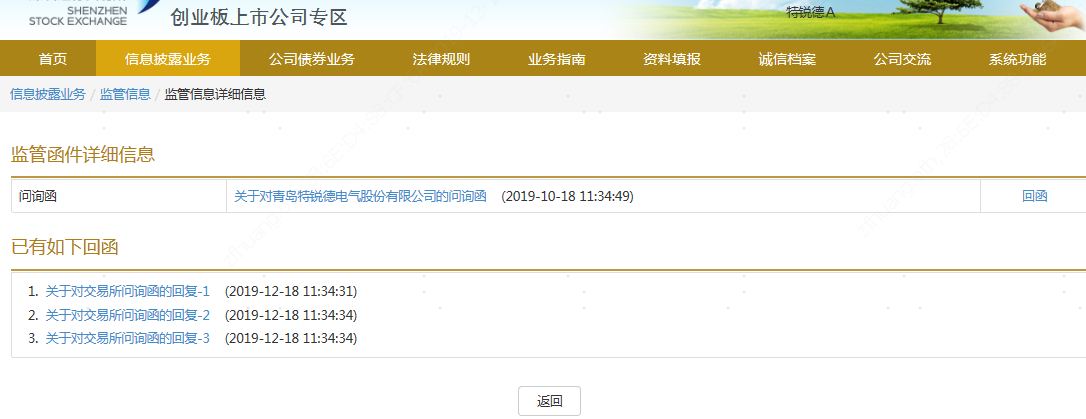 SHENZHEN
STOCK EXCHANGE
创业板上市公司专区
特锐德A
首页 信息披露业务 公司债券业务 法律规则 业务指南 资料填报 诚信档案 公司交流 系统功能
信息披露业务 / 监管信息 / 监管信息详细信息
监管函件详细信息
问询函 关于对青岛特锐德电气股份有限公司的问询函 (2019-10-18 11:34:49) 回函
已有如下回函
1. 关于对交易所问询函的回复-1 (2019-12-18 11:34:31)
2. 关于对交易所问询函的回复-2 (2019-12-18 11:34:34)
3. 关于对交易所问询函的回复-3 (2019-12-18 11:34:34)
返回